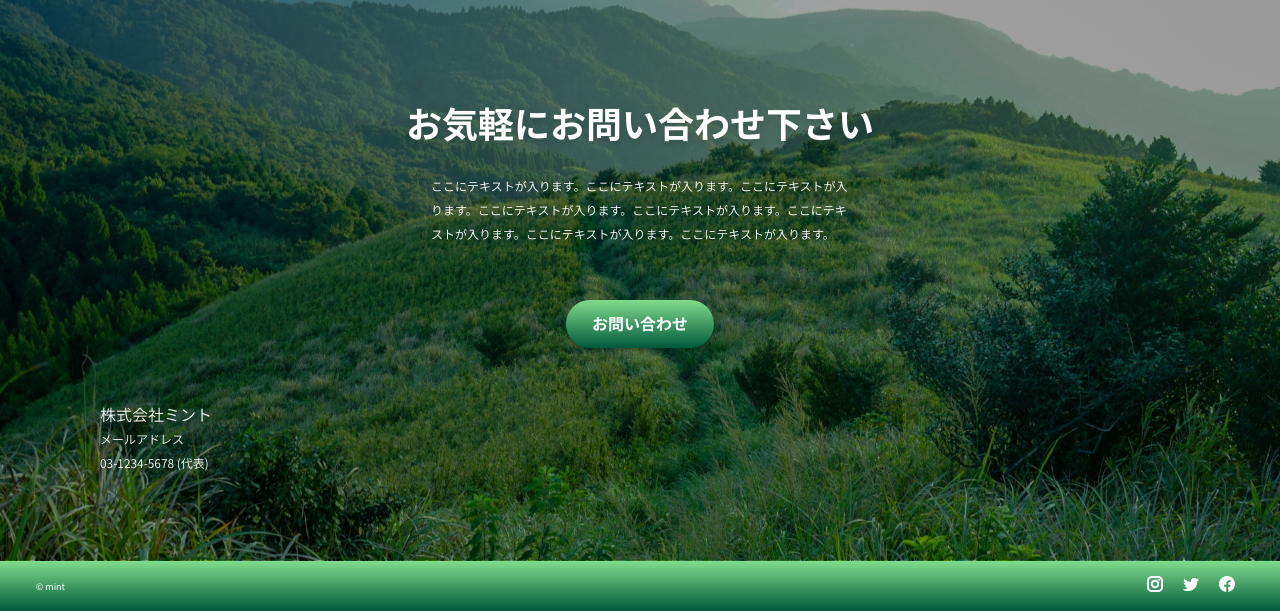 お気軽にお問い合わせ下さい
ここにテキストが入ります。ここにテキストが入ります。ここにテキストが入
ります。ここにテキストが入ります。ここにテキストが入ります。ここにテキ
ストが入ります。ここにテキストが入ります。ここにテキストが入ります。
お問い合わせ
株式会社ミント
メールアドレス
03-1234-5678 (代表)
© mint